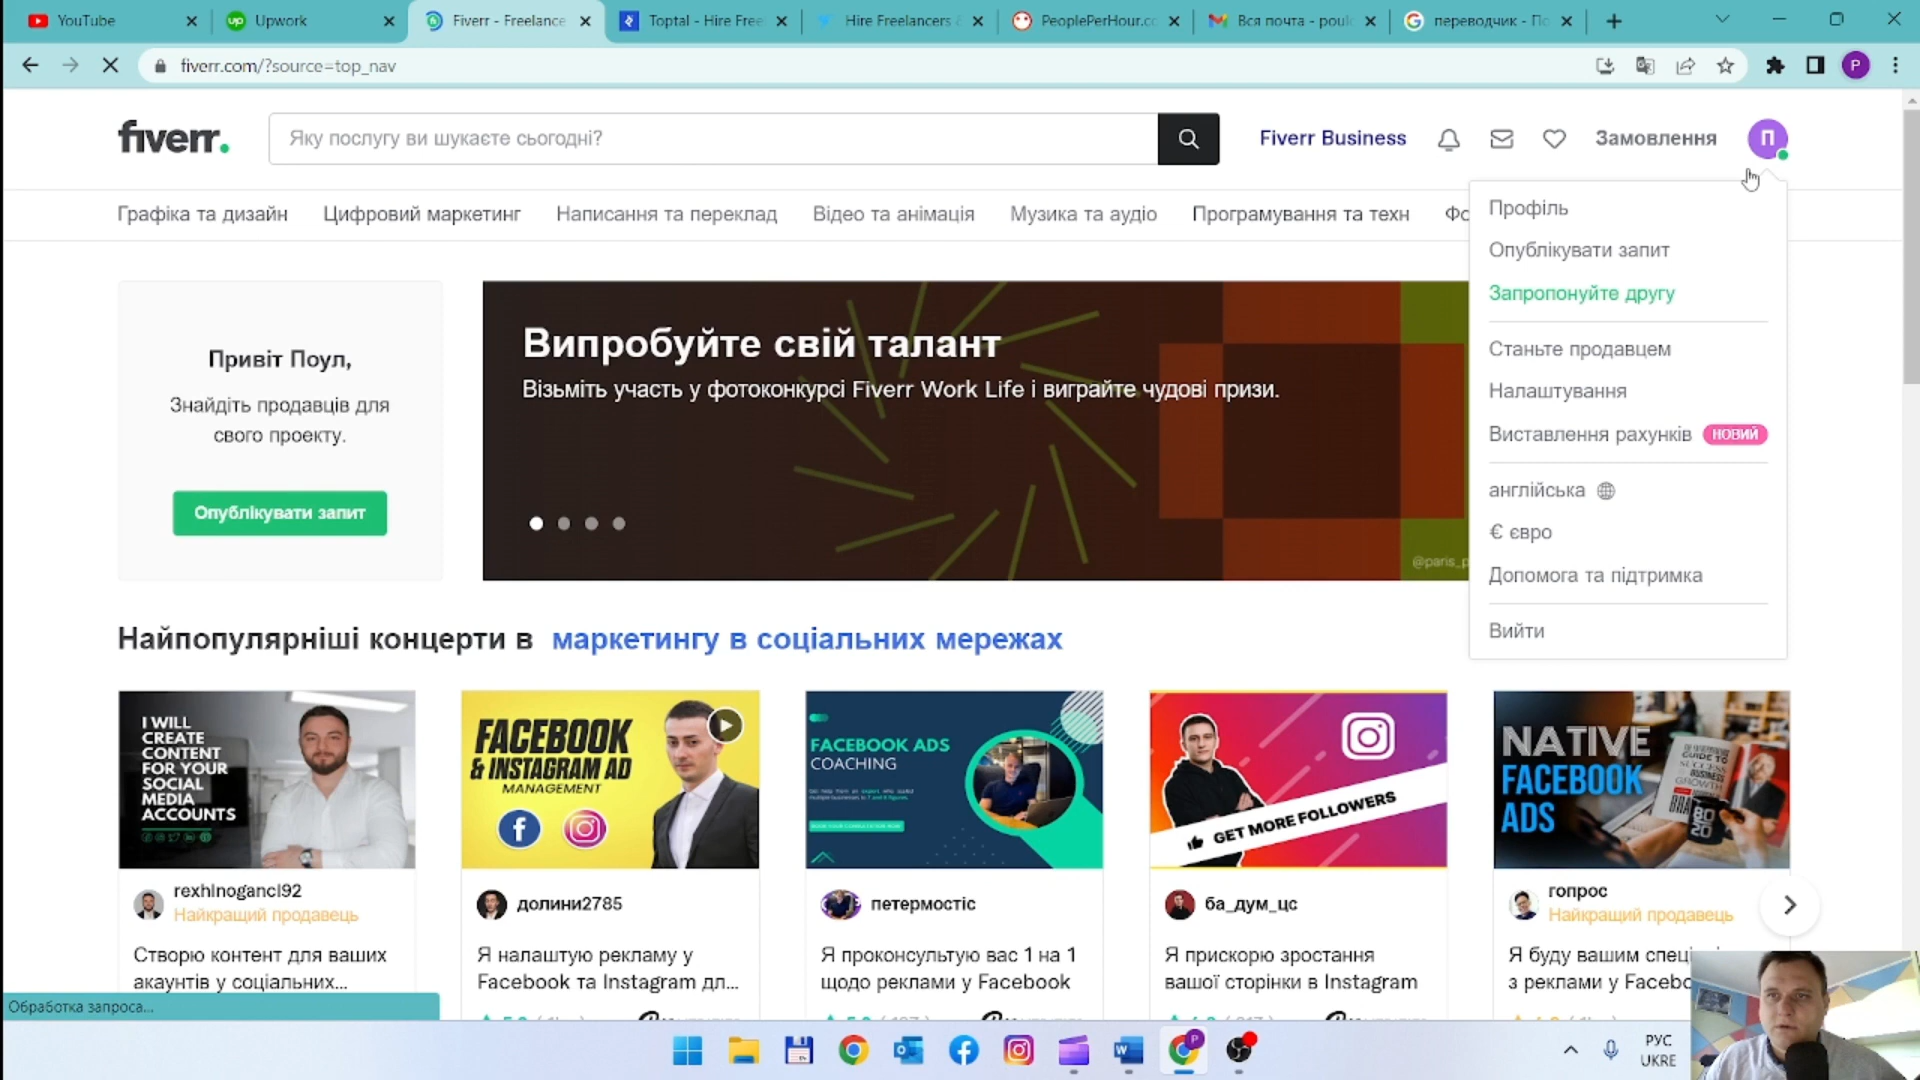 YouTube
Upwork
Fiverr - Freelance
Toptal - Hire Free
Hire Freelancers &
PeoplePerHour.co
Вся почта - poul
переводчик - По
fiverr.com/?source=top_nav
P
fiverr.
Яку послугу ви шукаєте сьогодні?
Fiverr Business
Замовлення
П
Графіка та дизайн
Цифровий маркетинг
Написання та переклад
Відео та анімація
Музика та аудіо
Програмування та техн
Фо
Профіль
Опублікувати запит
Запропонуйте другу
Станьте продавцем
Налаштування
Виставлення рахунків НОВИЙ
англійська
€ євро
Допомога та підтримка
Вийти
Привіт Поул,
Знайдіть продавців для
свого проекту.
Опублікувати запит
Випробуйте свій талант
Візьміть участь у фотоконкурсі Fiverr Work Life і виграйте чудові призи.
@paris_p
Найпопулярніші концерти в маркетингу в соціальних мережах
I WILL
CREATE
CONTENT
FOR YOUR
SOCIAL
MEDIA
ACCOUNTS
FACEBOOK
& INSTAGRAM AD
MANAGEMENT
FACEBOOK ADS
COACHING
GET MORE FOLLOWERS
NATIVE
FACEBOOK
ADS
80
20
rexhinoganci92
Найкращий продавець
Створю контент для ваших
акаунтів у соціальних...
долини2785
Я налаштую рекламу у
Facebook та Instagram дл...
петермостіс
Я проконсультую вас 1 на 1
щодо реклами у Facebook
ба_дум_цс
Я прискорю зростання
вашої сторінки в Instagram
гопрос
Найкращий продавець
Я буду вашим спеці
з реклами у Facebo
Обработка запроса...
P
РУС
UKRE